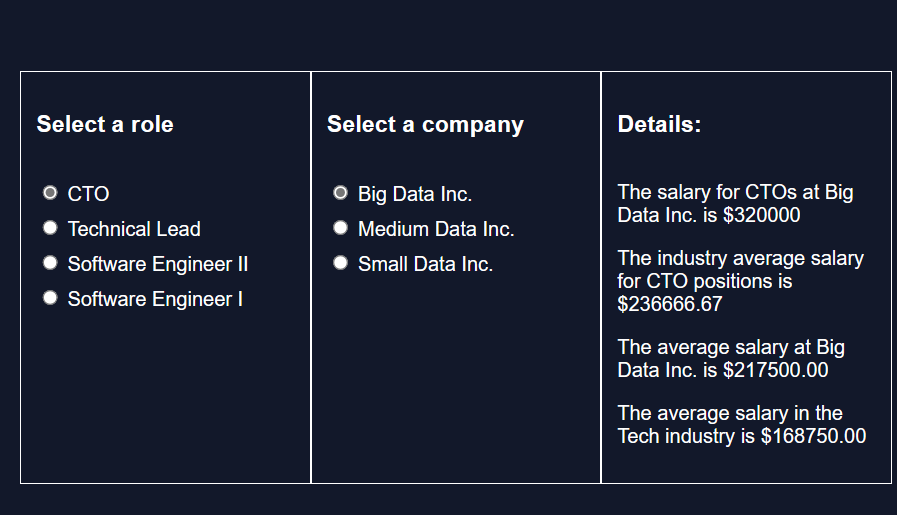 Select a role
CTO
Technical Lead
Software Engineer II
Software Engineer I
Select a company
Big Data Inc.
Medium Data Inc.
Small Data Inc.
Details:
The salary for CTOs at Big
Data Inc. is $320000
The industry average salary
for CTO positions is
$236666.67
The average salary at Big
Data Inc. is $217500.00
The average salary in the
Tech industry is $168750.00